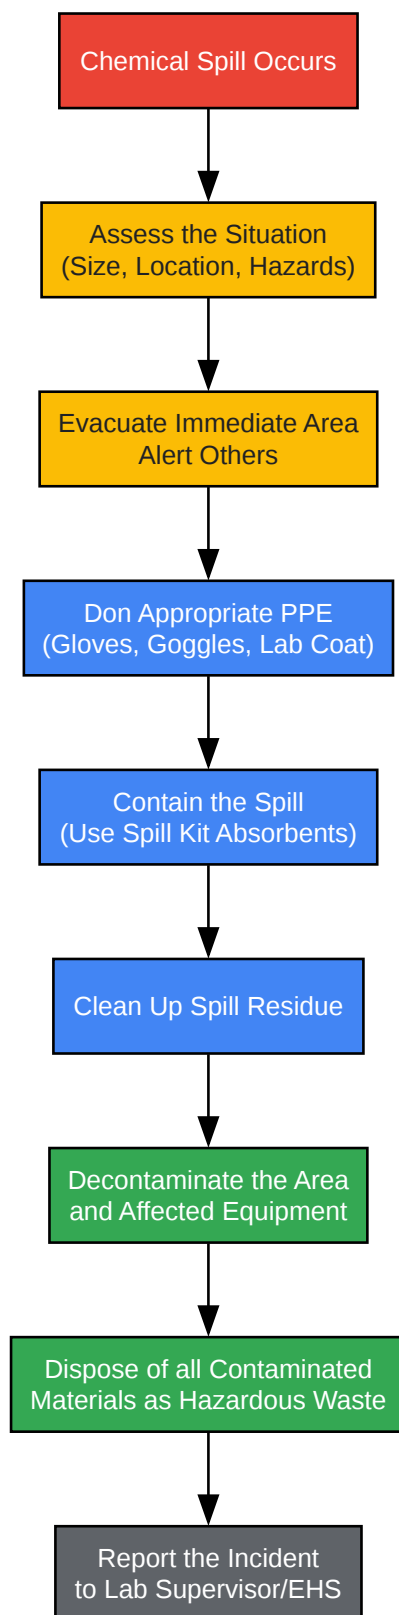 Chemical Spill Occurs
Assess the Situation
(Size, Location, Hazards)
Evacuate Immediate Area
Alert Others
Don Appropriate PPE
(Gloves, Goggles, Lab Coat)
Contain the Spill
(Use Spill Kit Absorbents)
Clean Up Spill Residue
Decontaminate the Area
and Affected Equipment
Dispose of all Contaminated
Materials as Hazardous Waste
Report the Incident
to Lab Supervisor/EHS